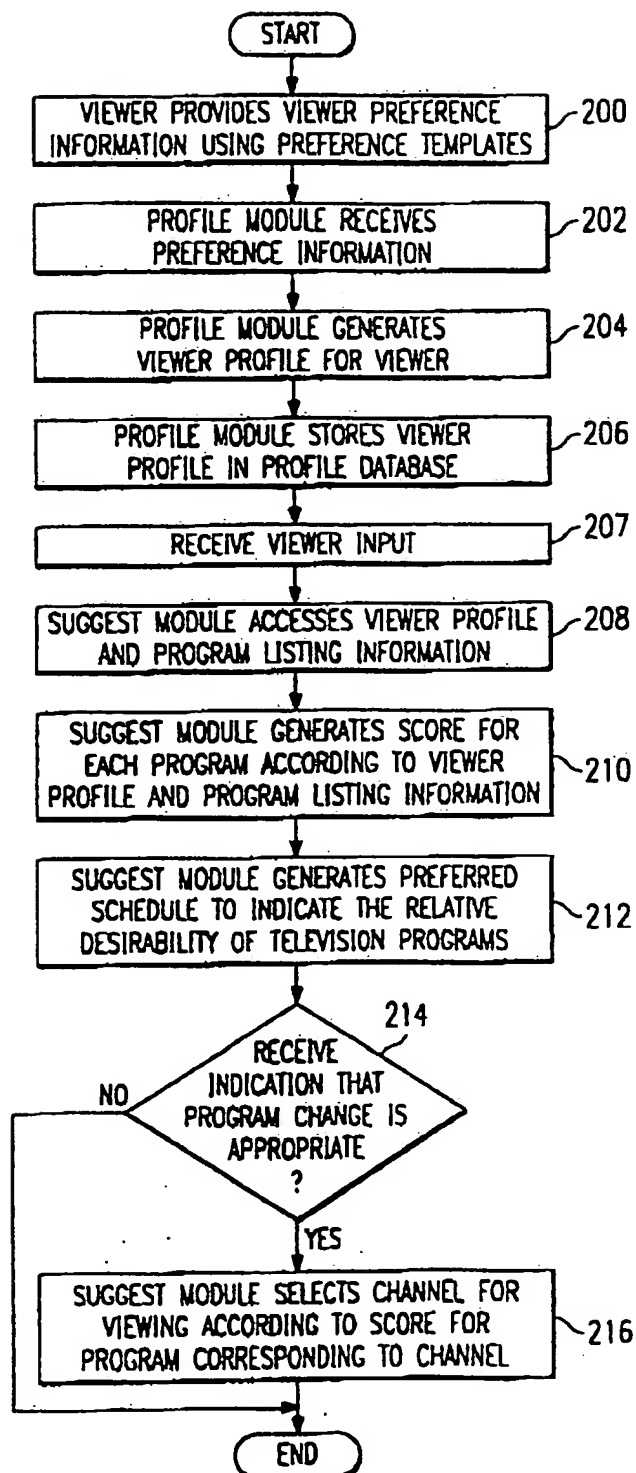 START
VIEWER PROVIDES VIEWER PREFERENCE
INFORMATION USING PREFERENCE TEMPLATES
200
PROFILE MODULE RECEIVES
PREFERENCE INFORMATION
202
PROFILE MODULE GENERATES
VIEWER PROFILE FOR VIEWER
204
PROFILE MODULE STORES VIEWER
PROFILE IN PROFILE DATABASE
206
RECEIVE VIEWER INPUT
207
SUGGEST MODULE ACCESSES VIEWER PROFILE
AND PROGRAM LISTING INFORMATION
208
SUGGEST MODULE GENERATES SCORE FOR
EACH PROGRAM ACCORDING TO VIEWER
PROFILE AND PROGRAM LISTING INFORMATION
210
SUGGEST MODULE GENERATES PREFERRED
SCHEDULE TO INDICATE THE RELATIVE
DESIRABILITY OF TELEVISION PROGRAMS
212
214
RECEIVE
INDICATION THAT
PROGRAM CHANGE IS
APPROPRIATE
?
NO
YES
SUGGEST MODULE SELECTS CHANNEL FOR
VIEWING ACCORDING TO SCORE FOR
PROGRAM CORRESPONDING TO CHANNEL
216
END